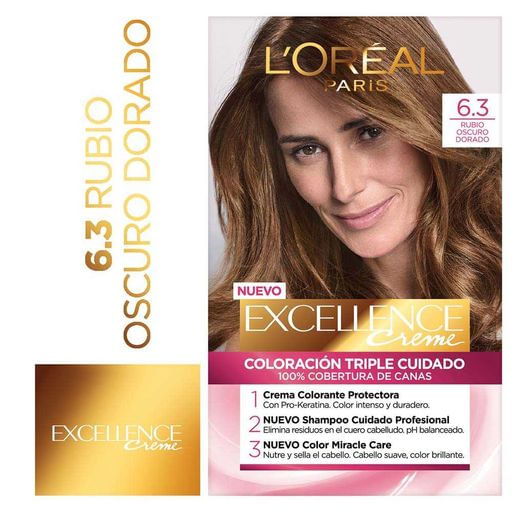 6.3 RUBIO
OSCURO DORADO
EXCELLENCE
Creme
L'ORÉAL
PARIS
6.3
RUBIO
OSCURO
DORADO
NUEVO
EXCELLENCE
Creme
COLORACIÓN TRIPLE CUIDADO
100% COBERTURA DE CANAS
1 Crema Colorante Protectora
Con Pro-Keratina. Color intenso y duradero.
2 NUEVO Shampoo Cuidado Profesional
Elimina residuos en el cuero cabelludo. pH balanceado.
3 NUEVO Color Miracle Care
Nutre y sella el cabello. Cabello suave, color brillante.